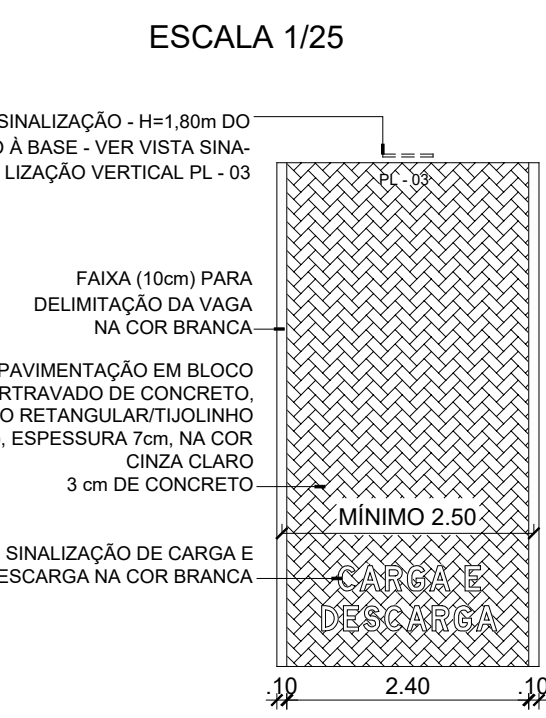 ESCALA 1/25
SINALIZAÇÃO - H=1,80m DO
À BASE - VER VISTA SINA-
LIZAÇÃO VERTICAL PL - 03
PL - 03
FAIXA (10cm) PARA
DELIMITAÇÃO DA VAGA
NA COR BRANCA
PAVIMENTAÇÃO EM BLOCO
RTRAVADO DE CONCRETO,
O RETANGULAR/TIJOLINHO
, ESPESSURA 7cm, NA COR
CINZA CLARO
3 cm DE CONCRETO
MÍNIMO 2.50
SINALIZAÇÃO DE CARGA E
ESCARGA NA COR BRANCA
CARGA E
DESCARGA
.10 2.40 .10